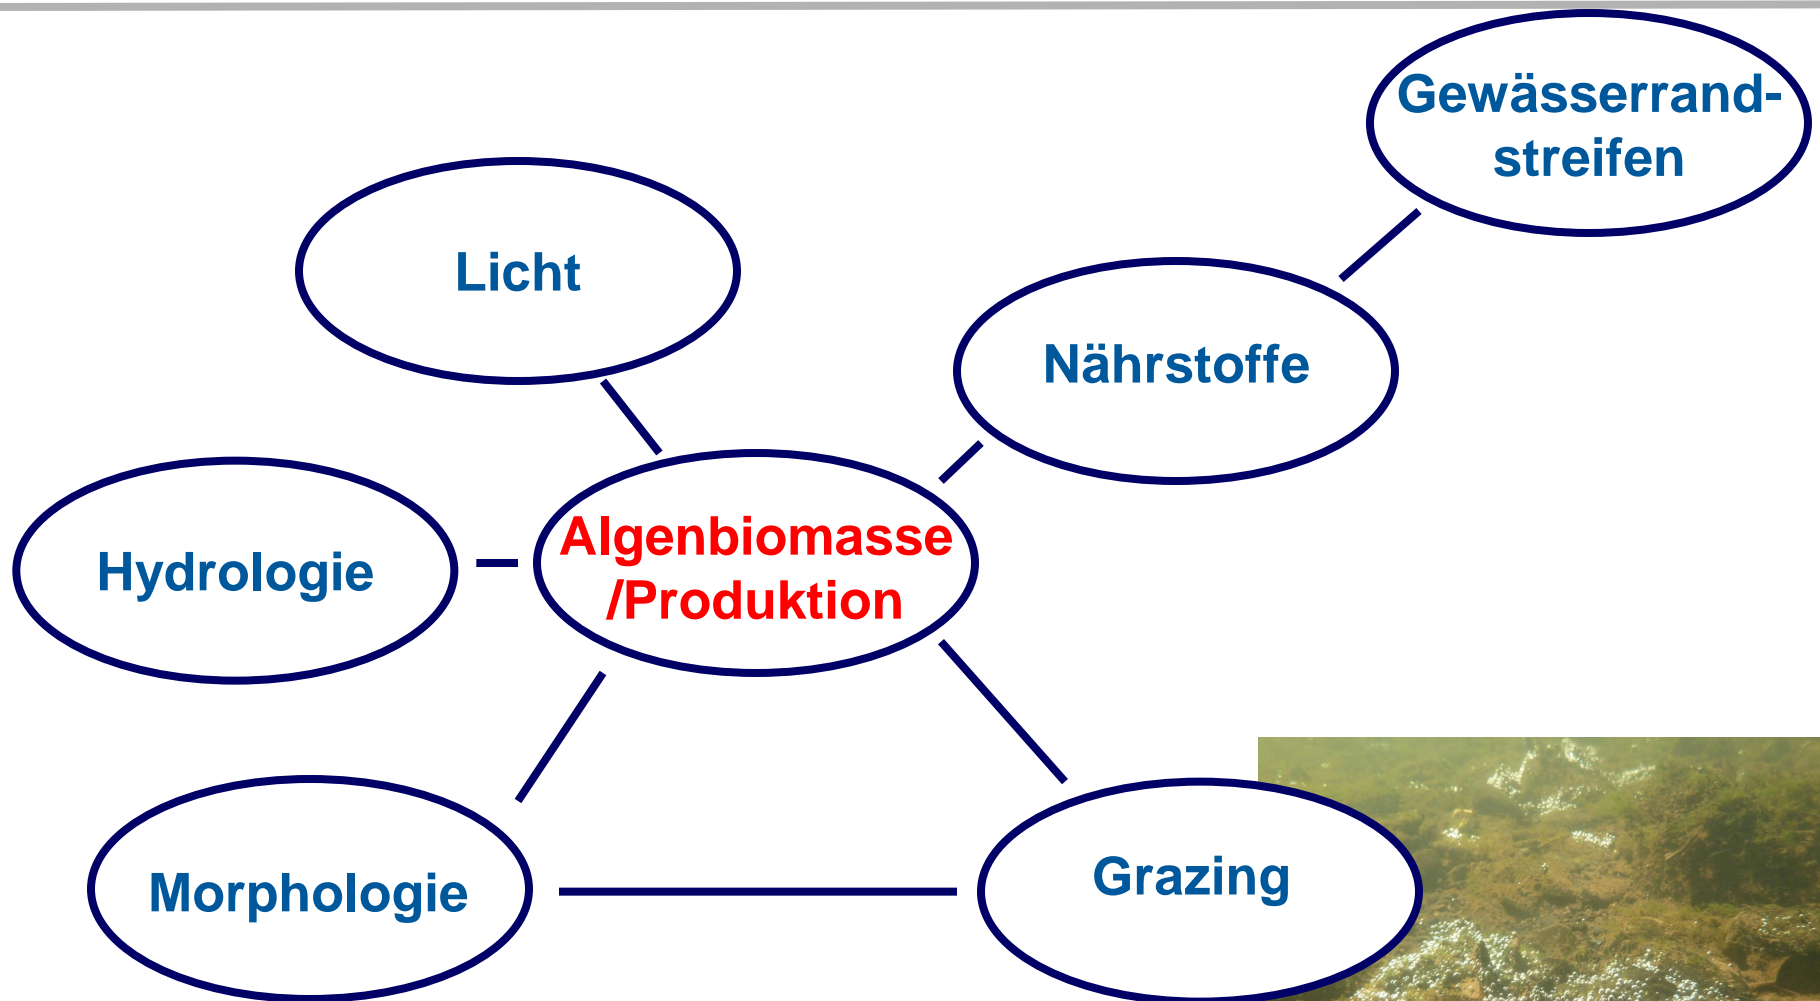 Gewässerrand-
streifen
Licht
Nährstoffe
Algenbiomasse
/Produktion
Hydrologie
Morphologie
Grazing